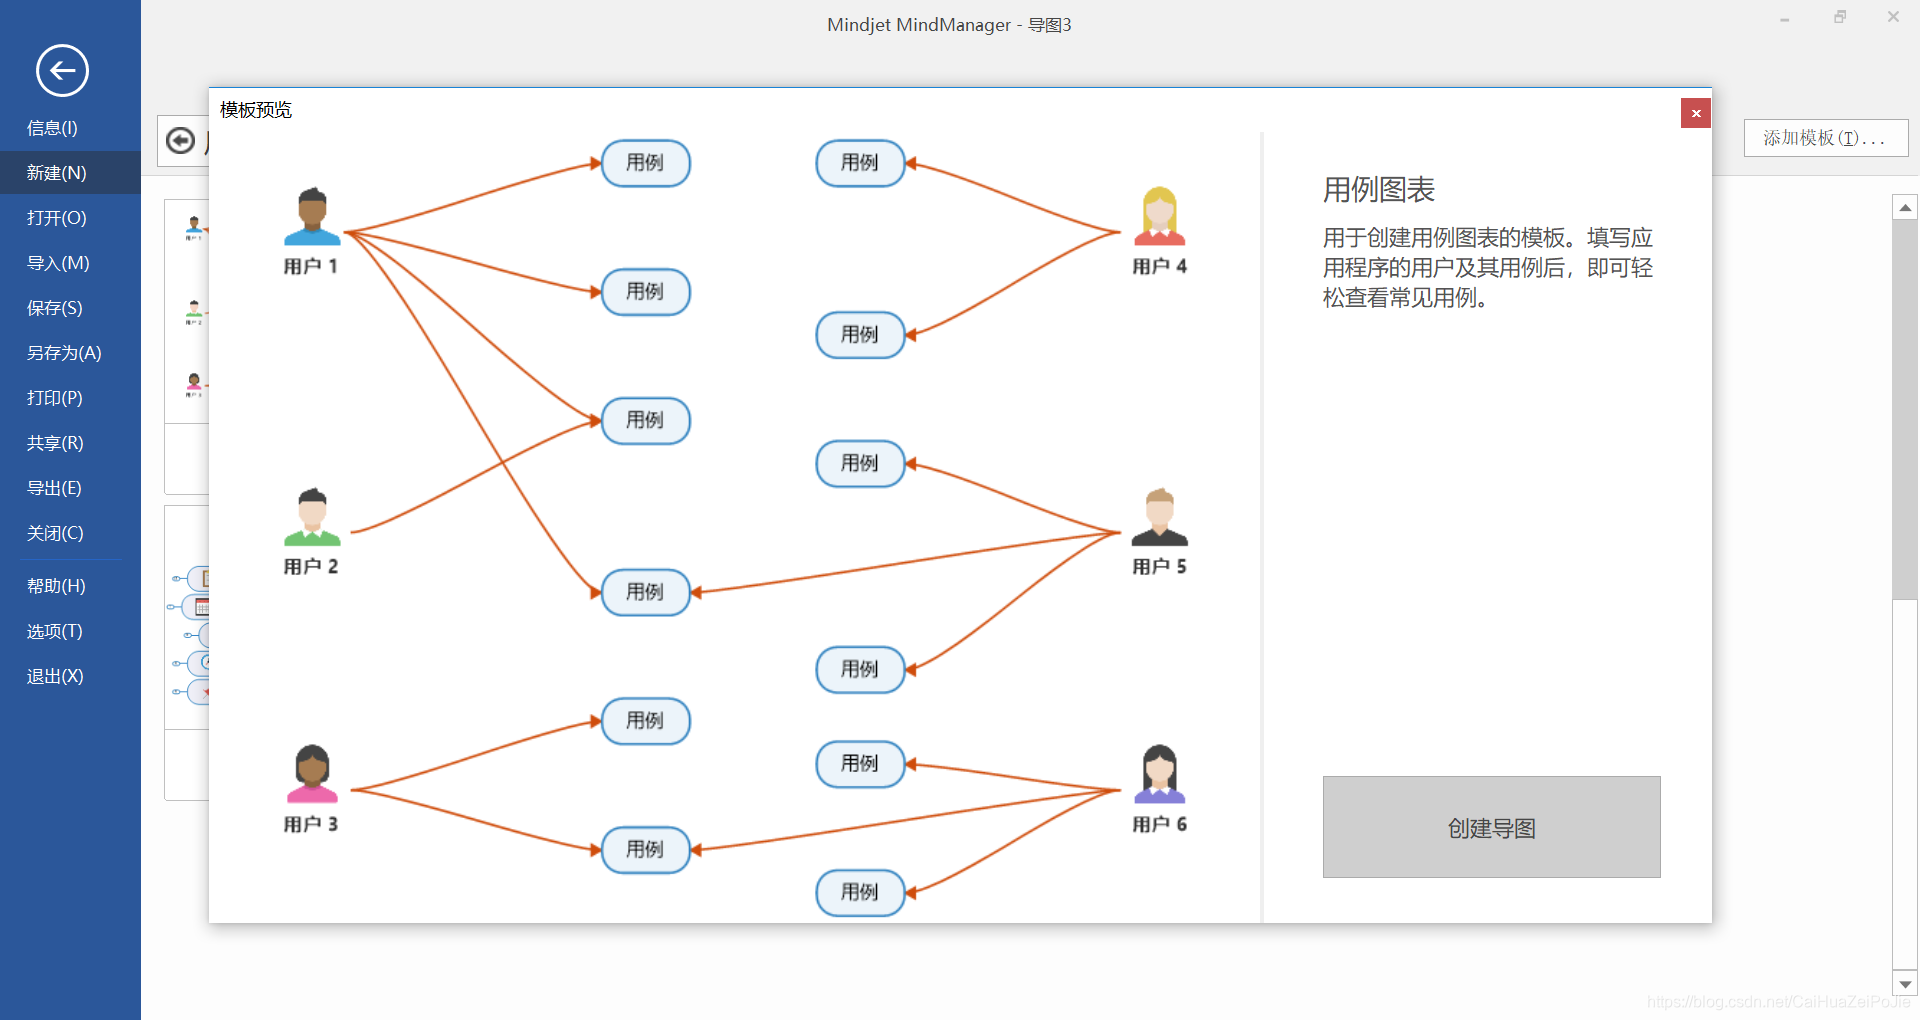 Mindjet MindManager - 导图3
信息(I)
新建(N)
打开(O)
导入(M)
保存(S)
另存为(A)
打印(P)
共享(R)
导出(E)
关闭(C)
帮助(H)
选项(T)
退出(X)
添加模板(T)...
模板预览
用例
用例
用户 1
用户 4
用例
用例
用例
用例
用户 2
用户 5
用例
用例
用例
用例
用户 3
用户 6
用例
用例
用例图表
用于创建用例图表的模板。填写应
用程序的用户及其用例后，即可轻
松查看常见用例。
创建导图
https://blog.csdn.net/CaiHuaZeiPoJie